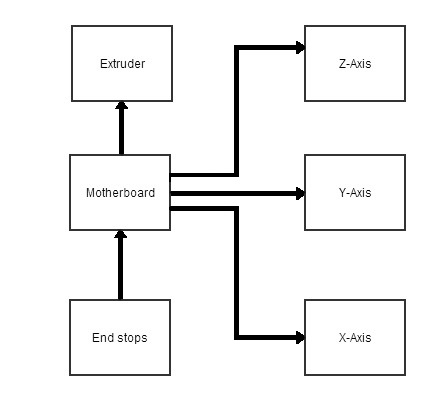 Extruder
Z-Axis
Motherboard
Y-Axis
End stops
X-Axis